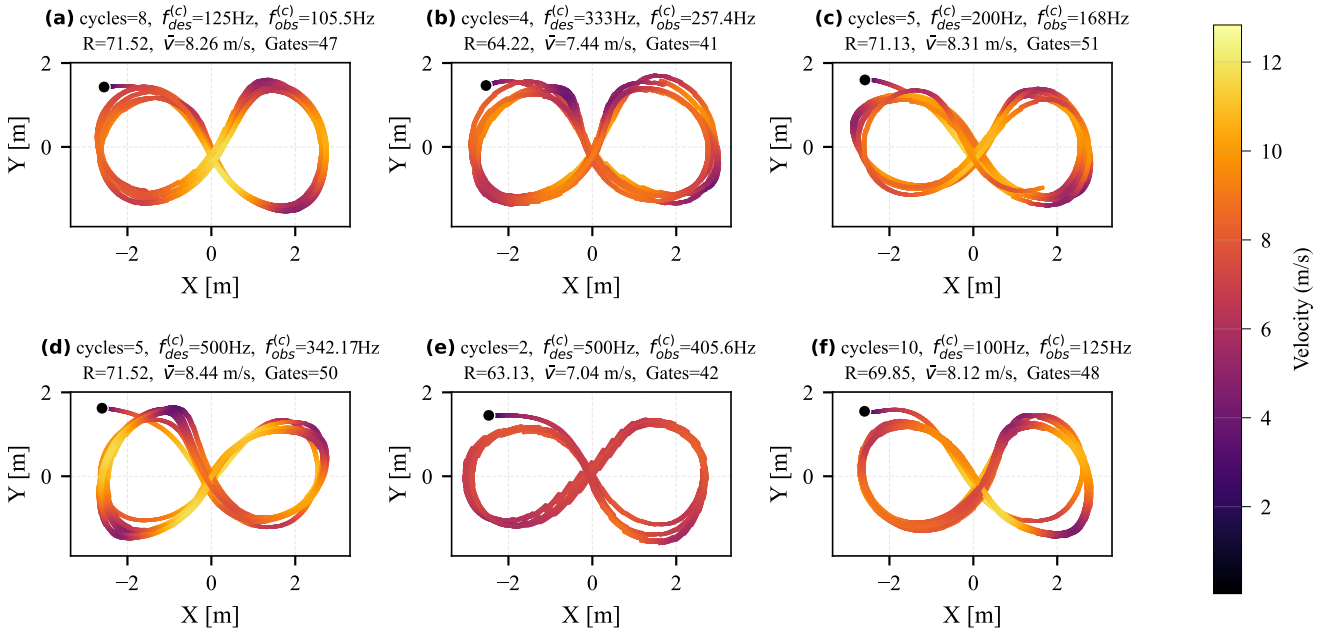 (a) cycles=8, f_des^(c)=125Hz, f_obs^(c)=105.5Hz
R=71.52, v̄=8.26 m/s, Gates=47
2
0
Y [m]
−2 0 2
X [m]
(b) cycles=4, f_des^(c)=333Hz, f_obs^(c)=257.4Hz
R=64.22, v̄=7.44 m/s, Gates=41
2
0
Y [m]
−2 0 2
X [m]
(c) cycles=5, f_des^(c)=200Hz, f_obs^(c)=168Hz
R=71.13, v̄=8.31 m/s, Gates=51
2
0
Y [m]
−2 0 2
X [m]
(d) cycles=5, f_des^(c)=500Hz, f_obs^(c)=342.17Hz
R=71.52, v̄=8.44 m/s, Gates=50
2
0
Y [m]
−2 0 2
X [m]
(e) cycles=2, f_des^(c)=500Hz, f_obs^(c)=405.6Hz
R=63.13, v̄=7.04 m/s, Gates=42
2
0
Y [m]
−2 0 2
X [m]
(f) cycles=10, f_des^(c)=100Hz, f_obs^(c)=125Hz
R=69.85, v̄=8.12 m/s, Gates=48
2
0
Y [m]
−2 0 2
X [m]
12
10
8
6
4
2
Velocity (m/s)